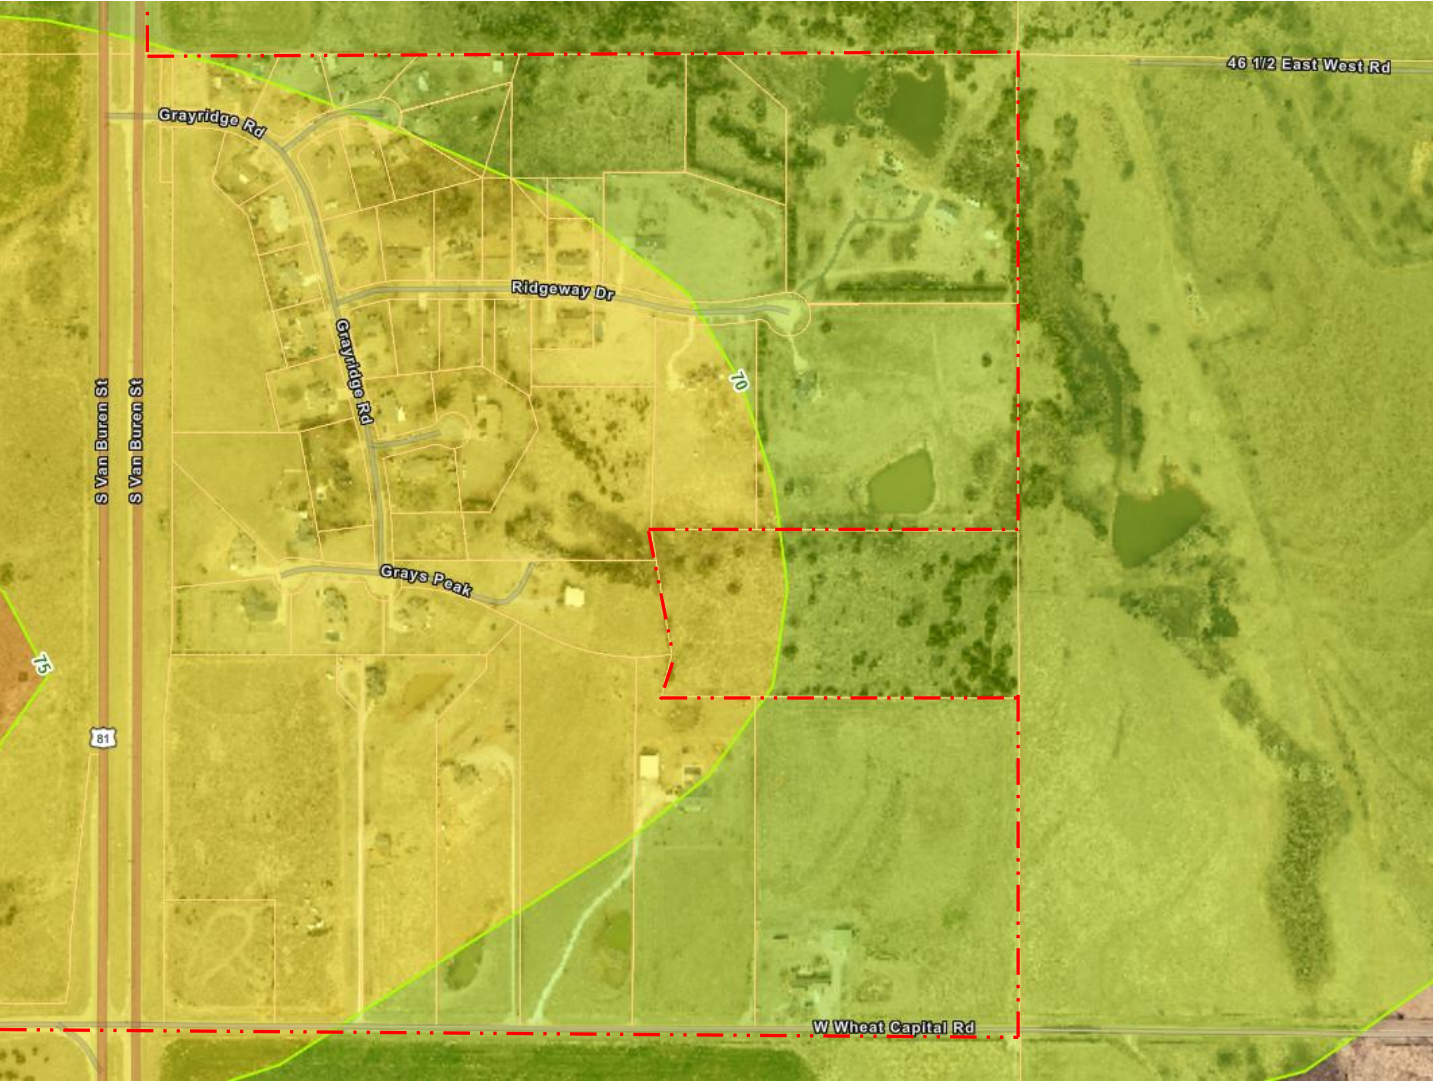 46 1/2 East West Rd
Grayridge Rd
Ridgeway Dr
Grayridge Rd
70
S Van Buren St
S Van Buren St
Grays Peak
75
81
W Wheat Capital Rd